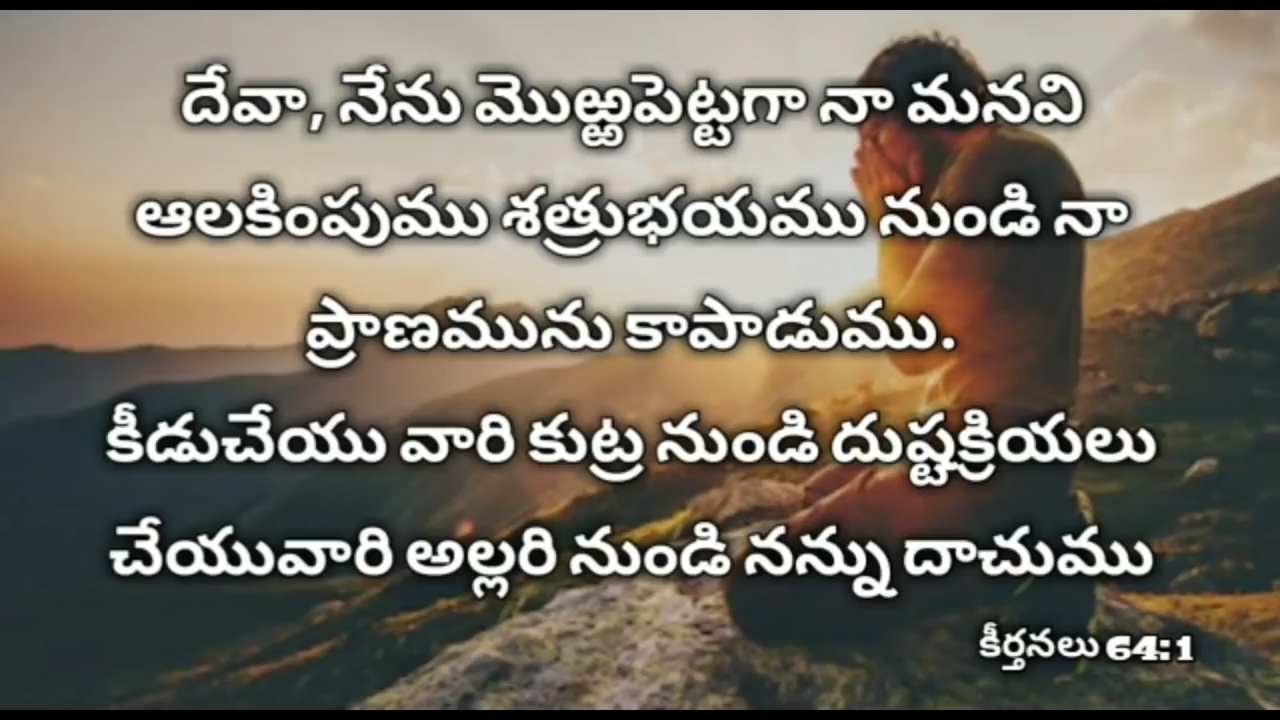 దేవా, నేను మొఱ్ఱపెట్టగా నా మనవి
ఆలకింపుము శత్రుభయము నుండి నా
ప్రాణమును కాపాడుము.
కీడుచేయు వారి కుట్ర నుండి దుష్టక్రియలు
చేయువారి అల్లరి నుండి నన్ను దాచుము
కీర్తనలు 64:1